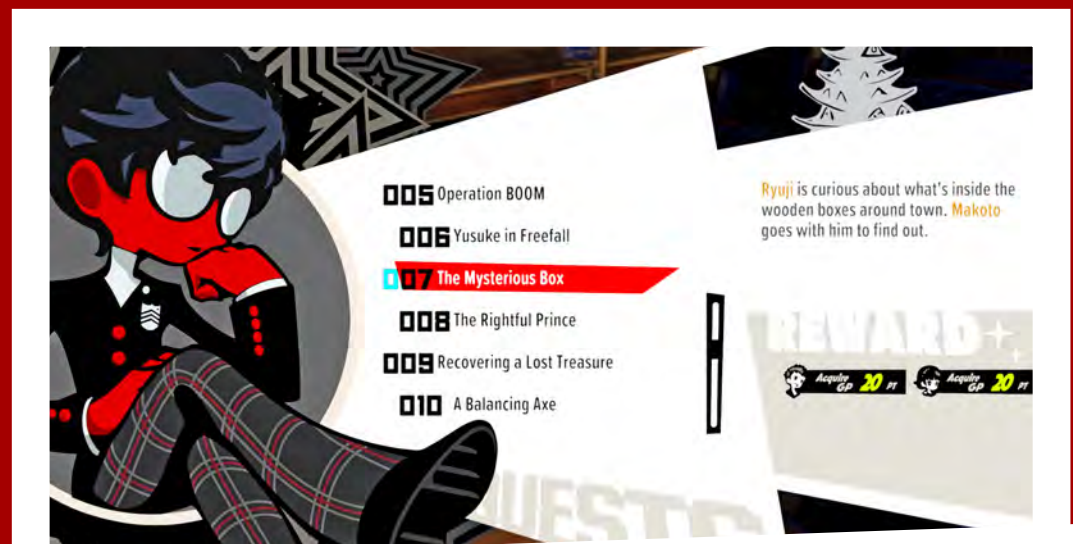 005 Operation BOOM
006 Yusuke in Freefall
007 The Mysterious Box
008 The Rightful Prince
009 Recovering a Lost Treasure
010 A Balancing Axe
Ryuji is curious about what's inside the
wooden boxes around town. Makoto
goes with him to find out.
REWARD
Acquire GP 20 PT
Acquire GP 20 PT